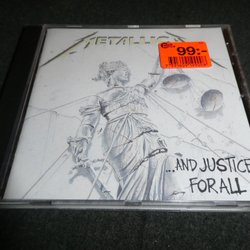 METALLICA
99:-
...AND JUSTICE
FOR ALL